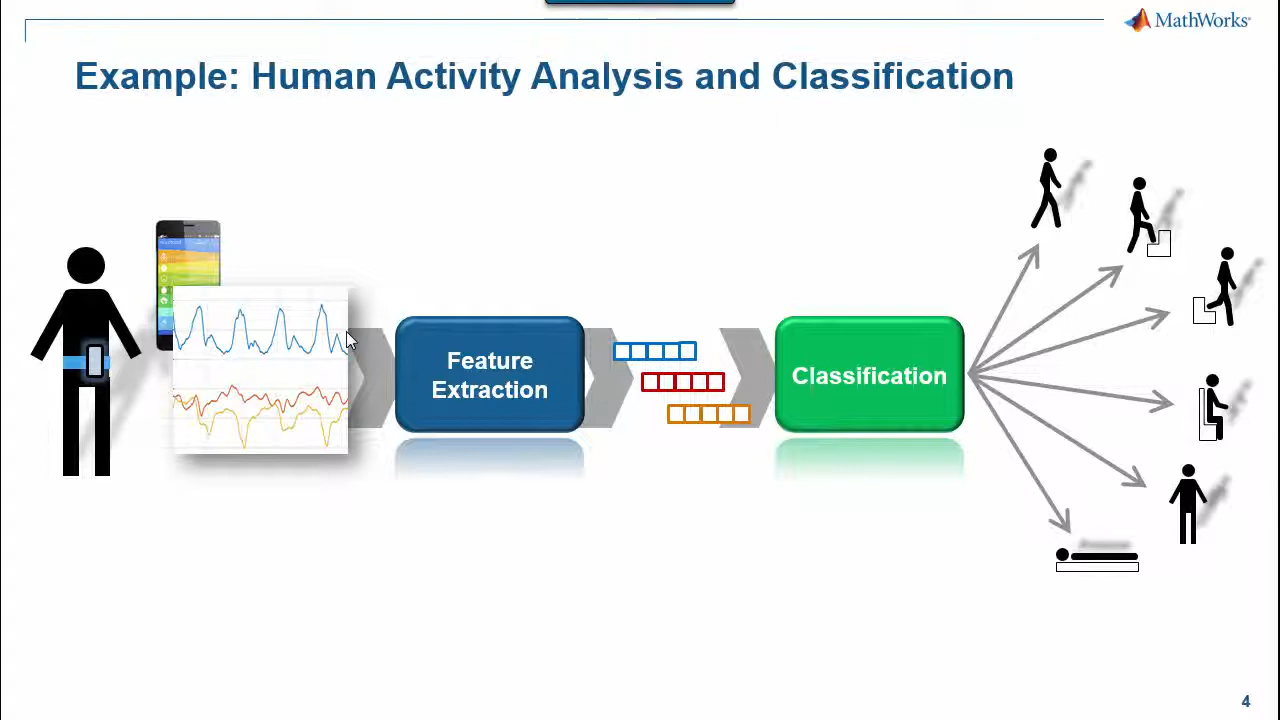 MathWorks®
Example: Human Activity Analysis and Classification
Feature
Extraction
Classification
4